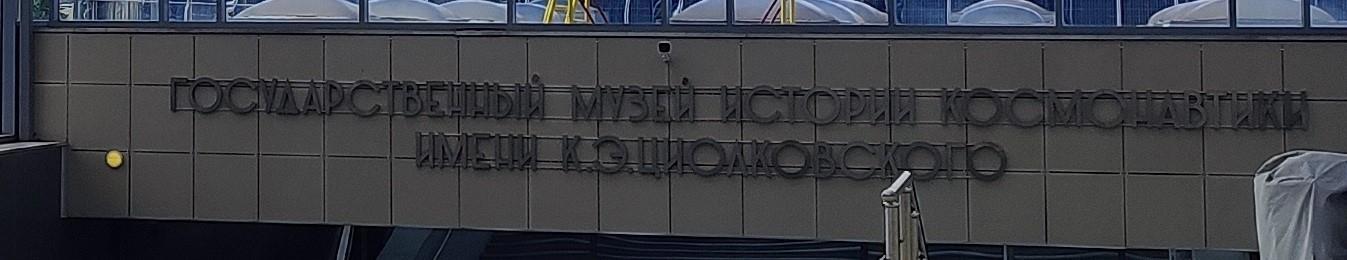 ГОСУДАРСТВЕННЫЙ МУЗЕЙ ИСТОРИИ КОСМОНАВТИКИ
ИМЕНИ К.Э.ЦИОЛКОВСКОГО